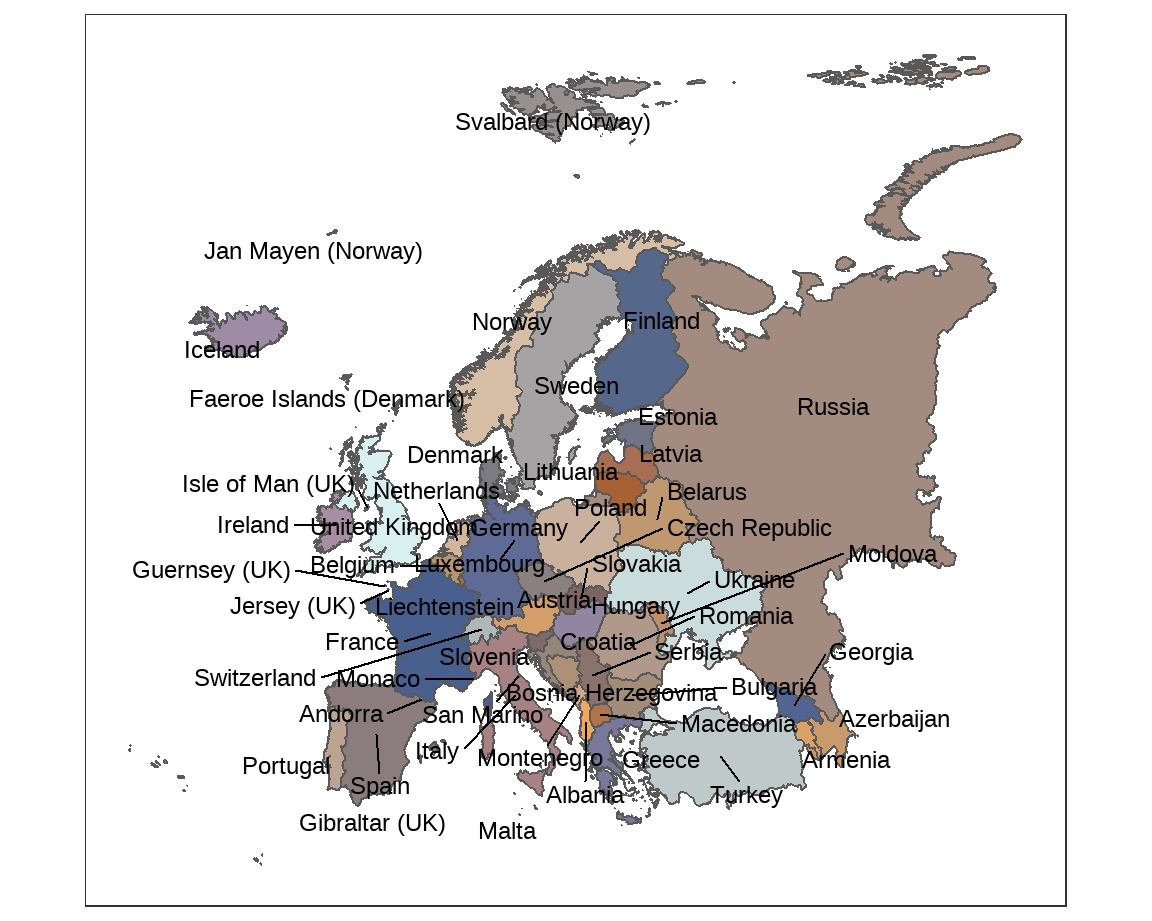 Svalbard (Norway)
Jan Mayen (Norway)
Norway
Finland
Iceland
Sweden
Faeroe Islands (Denmark)
Russia
Estonia
Denmark
Latvia
Lithuania
Isle of Man (UK)
Netherlands
Belarus
Poland
Ireland
United Kingdom
Germany
Czech Republic
Moldova
Guernsey (UK)
Belgium
Luxembourg
Slovakia
Ukraine
Jersey (UK)
Liechtenstein
Austria
Hungary
Romania
France
Croatia
Slovenia
Serbia
Georgia
Switzerland
Monaco
Bosnia Herzegovina
Bulgaria
Andorra
San Marino
Macedonia
Azerbaijan
Italy
Montenegro
Greece
Armenia
Portugal
Spain
Albania
Turkey
Gibraltar (UK)
Malta